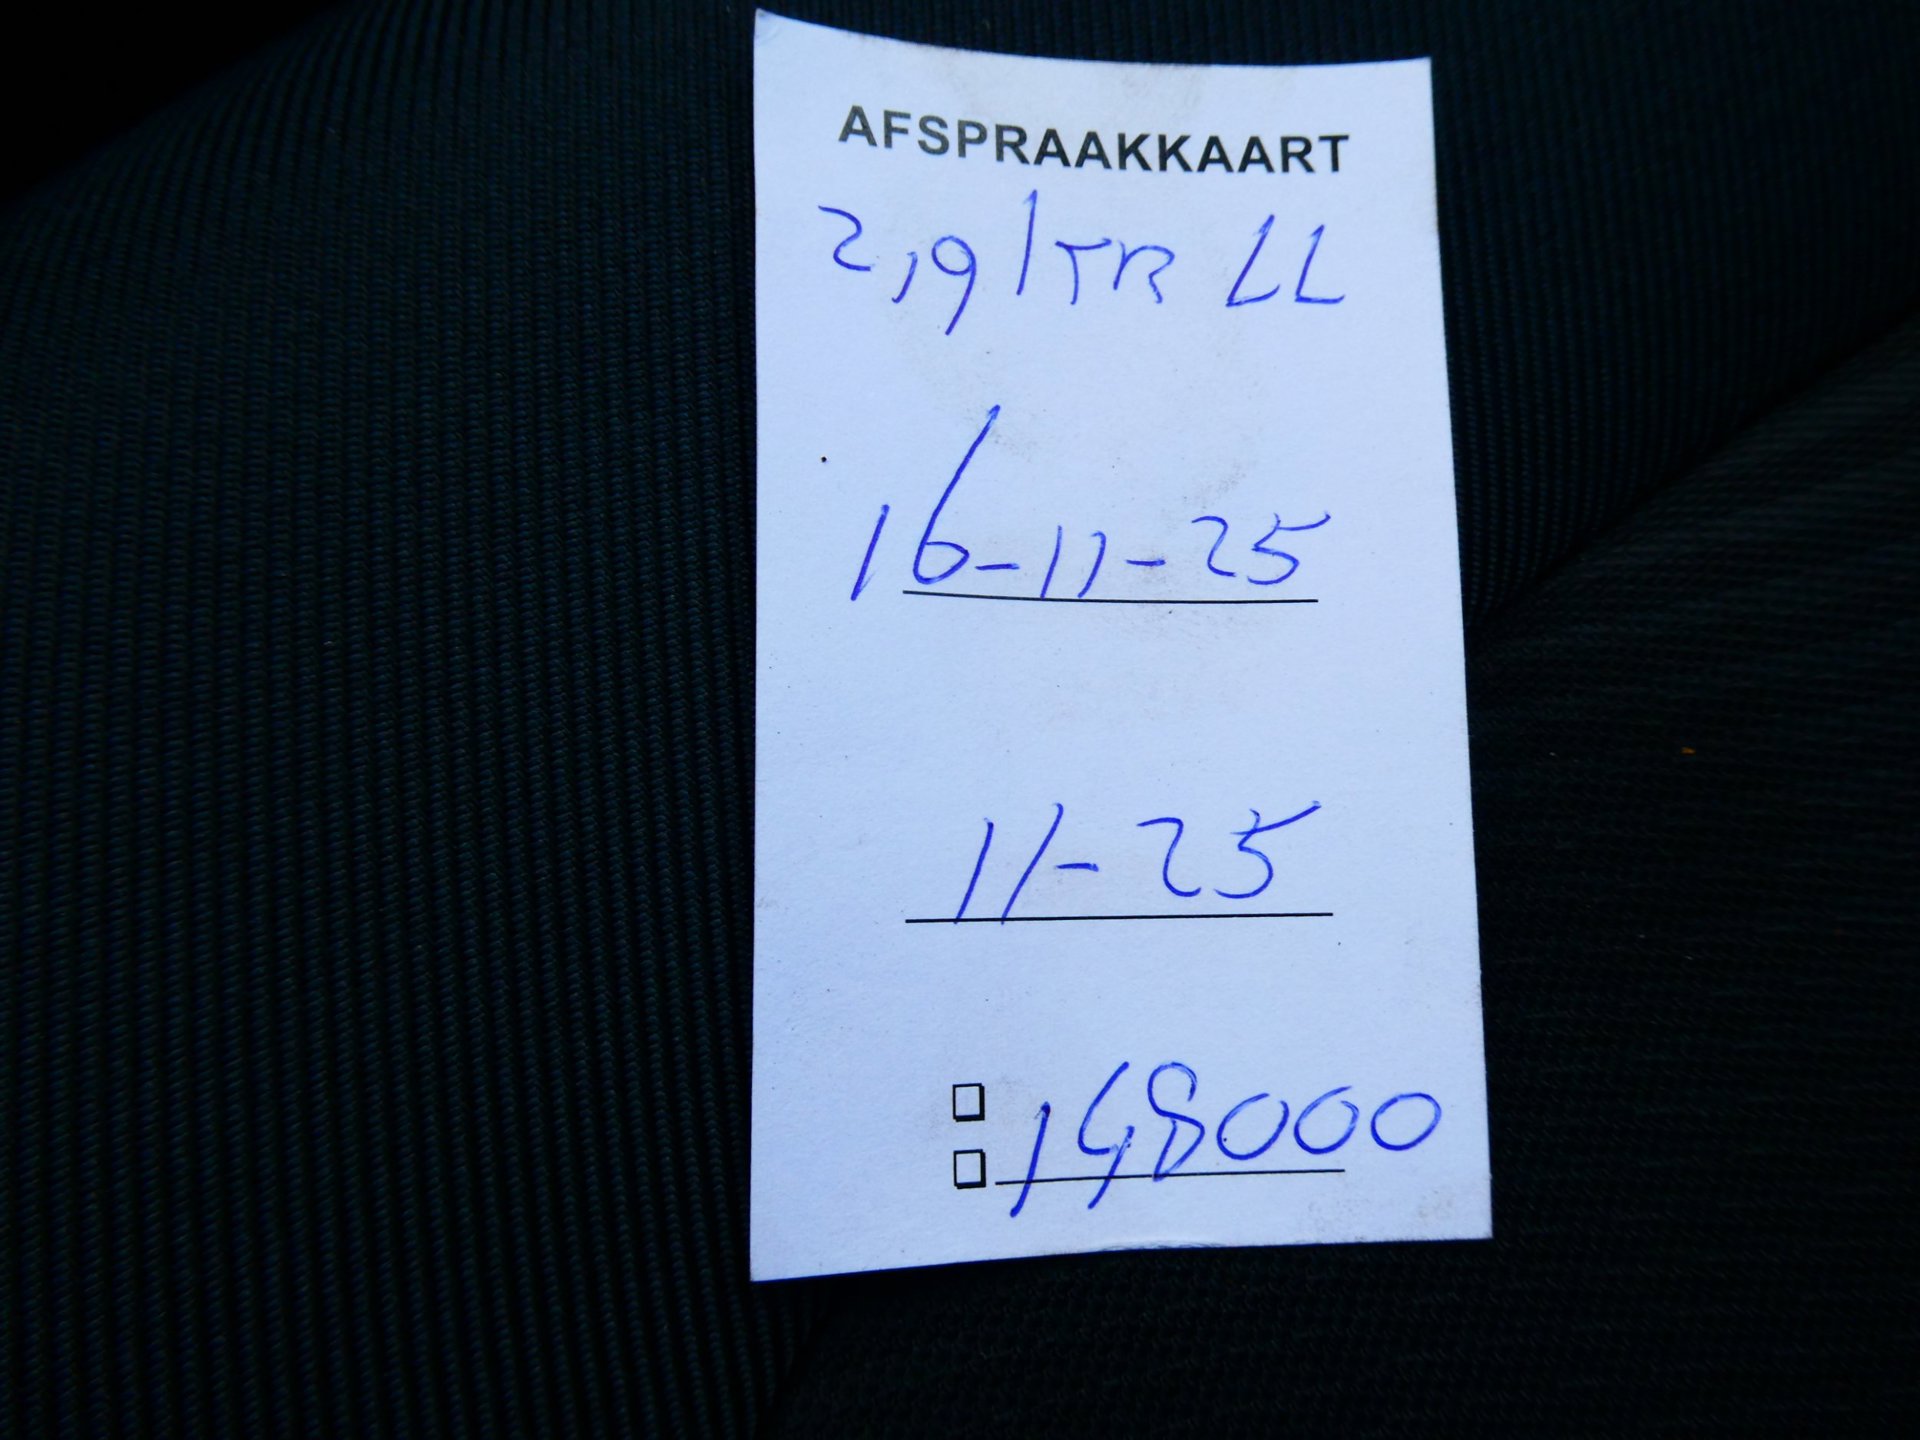 AFSPRAAKKAART
2,9 LTR LL
16-11-25
11-25
148000